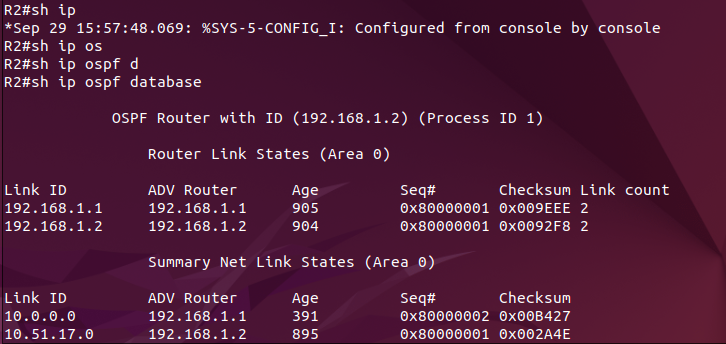 R2#sh ip
*Sep 29 15:57:48.069: %SYS-5-CONFIG_I: Configured from console by console
R2#sh ip os
R2#sh ip ospf d
R2#sh ip ospf database
OSPF Router with ID (192.168.1.2) (Process ID 1)
Router Link States (Area 0)
Link ID ADV Router Age Seq# Checksum Link count
192.168.1.1 192.168.1.1 905 0x80000001 0x009EEE 2
192.168.1.2 192.168.1.2 904 0x80000001 0x0092F8 2
Summary Net Link States (Area 0)
Link ID ADV Router Age Seq# Checksum
10.0.0.0 192.168.1.1 391 0x80000002 0x00B427
10.51.17.0 192.168.1.2 895 0x80000001 0x002A4E